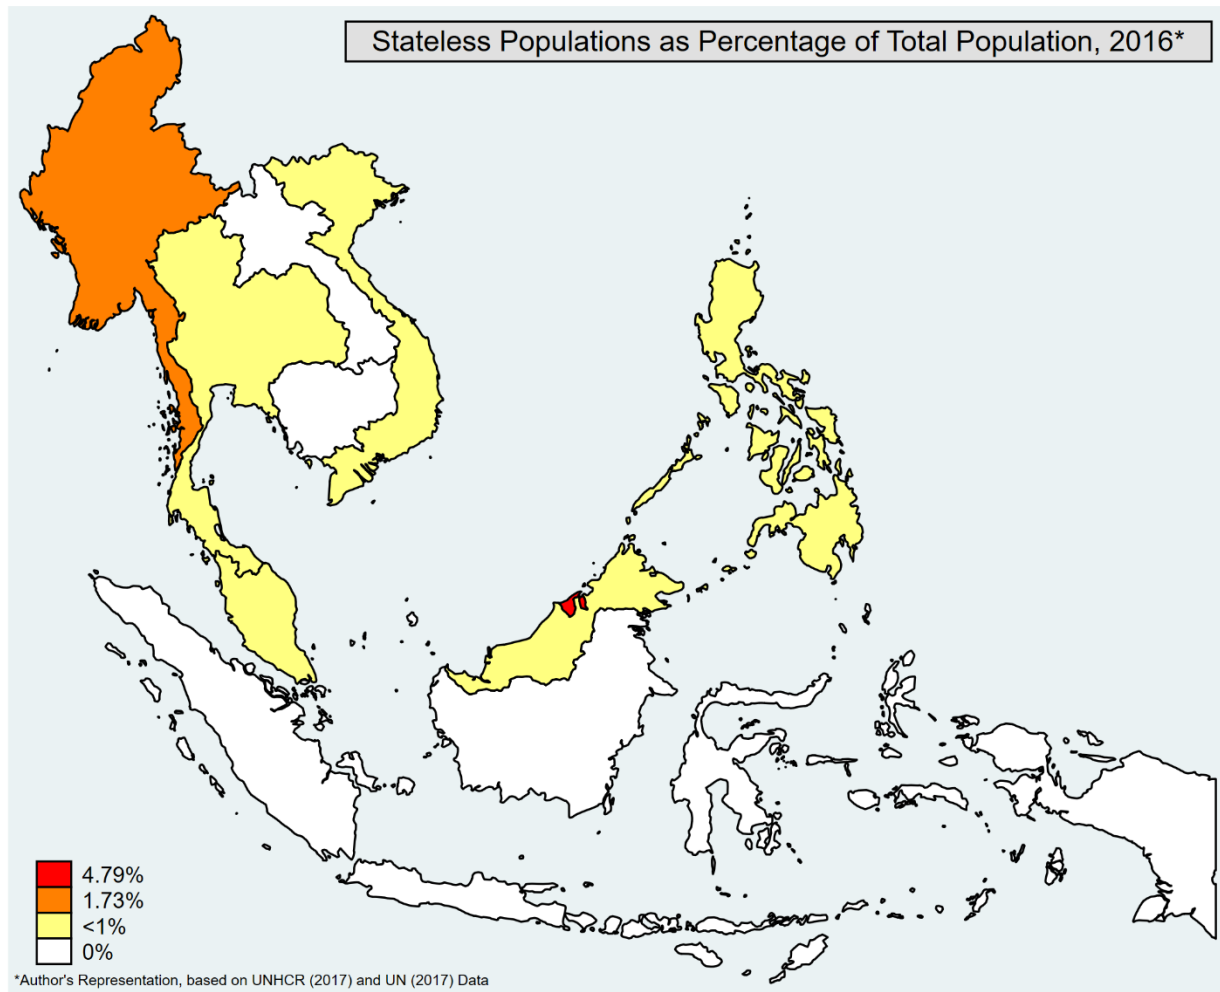 Stateless Populations as Percentage of Total Population, 2016*
4.79%
1.73%
<1%
0%
*Author's Representation, based on UNHCR (2017) and UN (2017) Data